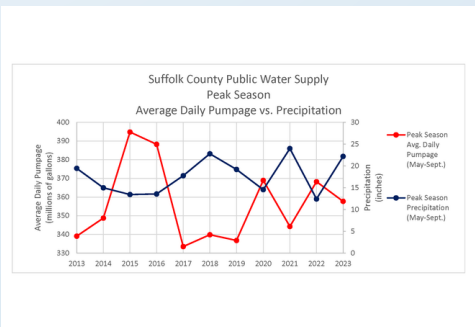 Suffolk County Public Water Supply
Peak Season
Average Daily Pumpage vs. Precipitation
Average Daily Pumpage
(millions of gallons)
400
390
380
370
360
350
340
330
30
25
20
15
10
5
0
Precipitation
(inches)
2013 2014 2015 2016 2017 2018 2019 2020 2021 2022 2023
Peak Season
Avg. Daily
Pumpage
(May-Sept.)
Peak Season
Precipitation
(May-Sept.)